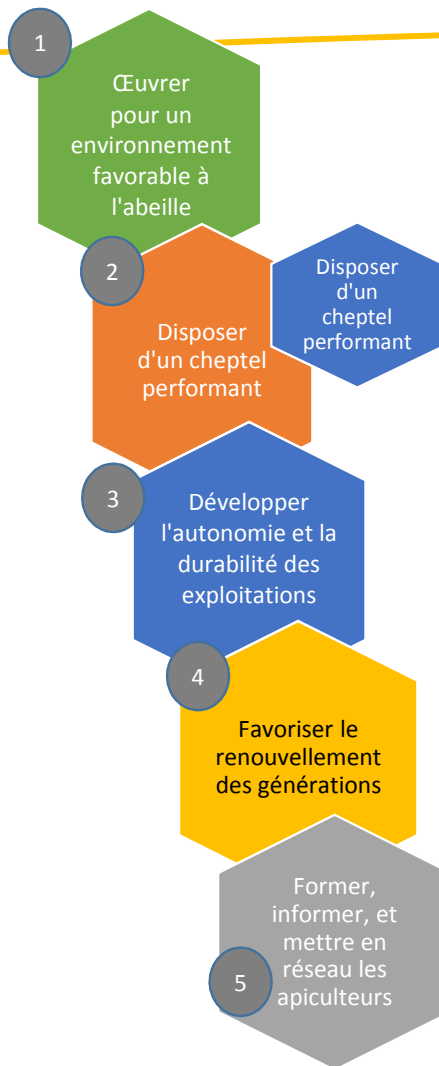 1
Œuvrer
pour un
environnement
favorable à
l'abeille
2
Disposer
d'un cheptel
performant
Disposer
d'un
cheptel
performant
3
Développer
l'autonomie et la
durabilité des
exploitations
4
Favoriser le
renouvellement
des générations
Former,
informer, et
mettre en
réseau les
apiculteurs
5